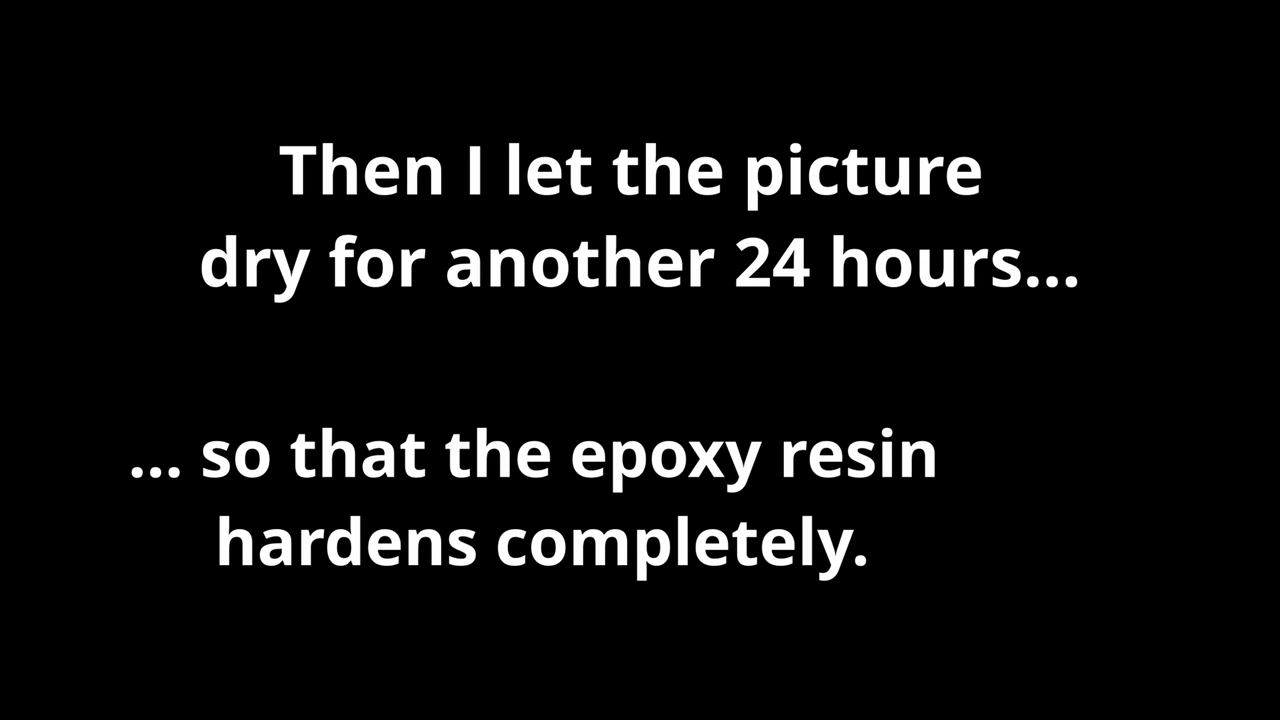 Then I let the picture
dry for another 24 hours...
... so that the epoxy resin
hardens completely.